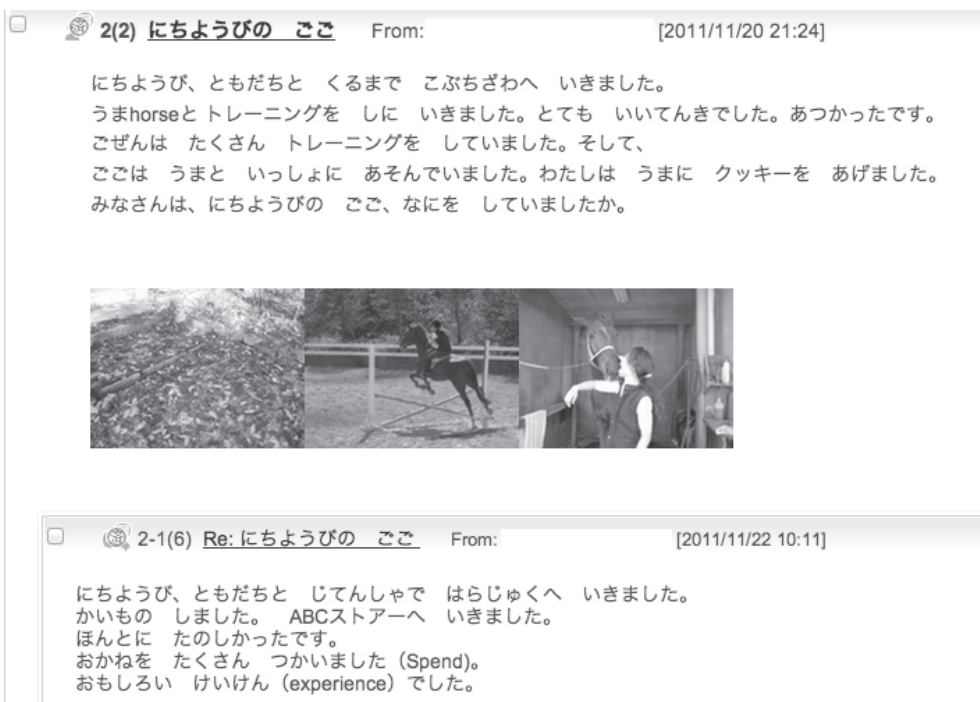 2(2) にちようびの　ごご　From:　[2011/11/20 21:24]
にちようび、ともだちと　くるまで　こぶちざわへ　いきました。
うまhorseと トレーニングを　しに　いきました。とても　いいてんきでした。あつかったです。
ごぜんは　たくさん　トレーニングを　していました。そして、
ごごは　うまと　いっしょに　あそんでいました。わたしは　うまに　クッキーを　あげました。
みなさんは、にちようびの　ごご、なにを　していましたか。
2-1(6) Re: にちようびの　ごご　From:　[2011/11/22 10:11]
にちようび、ともだちと　じてんしゃで　はらじゅくへ　いきました。
かいもの　しました。　ABCストアーへ　いきました。
ほんとに　たのしかったです。
おかねを　たくさん　つかいました（Spend)。
おもしろい　けいけん（experience）でした。